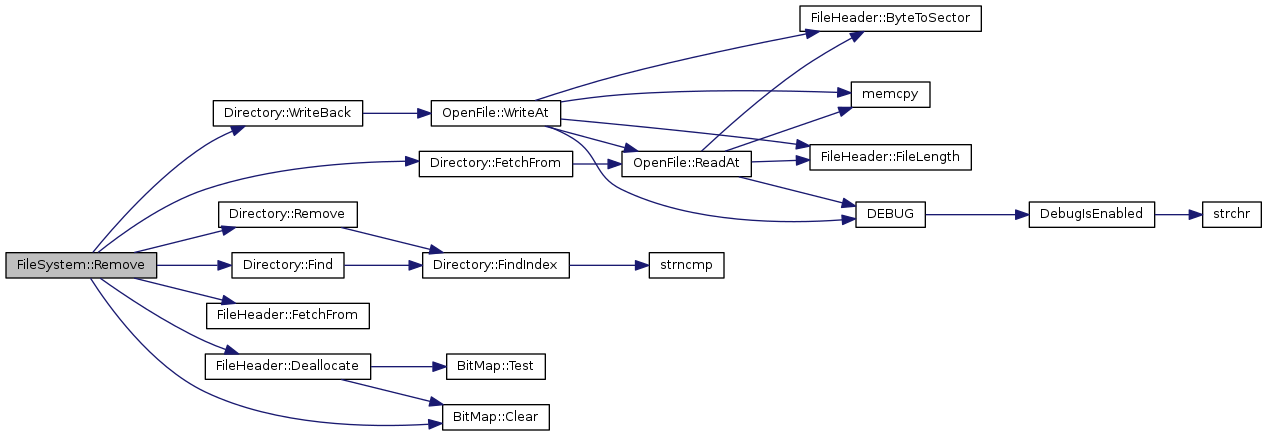 FileHeader::ByteToSector
memcpy
Directory::WriteBack
OpenFile::WriteAt
FileHeader::FileLength
Directory::FetchFrom
OpenFile::ReadAt
Directory::Remove
DEBUG
DebugIsEnabled
strchr
FileSystem::Remove
Directory::Find
Directory::FindIndex
strncmp
FileHeader::FetchFrom
FileHeader::Deallocate
BitMap::Test
BitMap::Clear